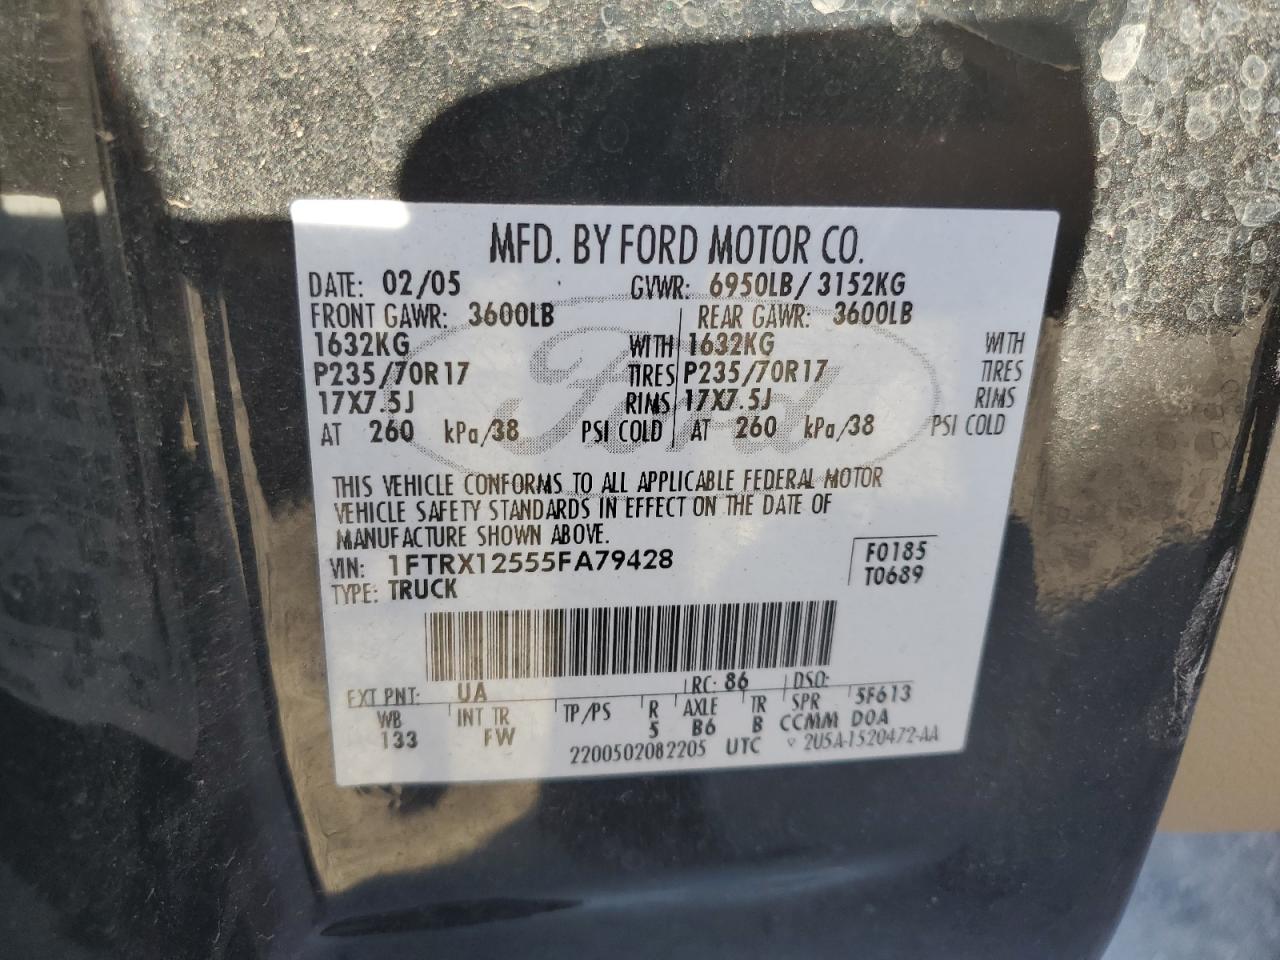 MFD. BY FORD MOTOR CO.
DATE: 02/05 GVWR: 6950LB/ 3152KG
FRONT GAWR: 3600LB REAR GAWR: 3600LB
1632KG WITH 1632KG WITH
P235/70R17 TIRES P235/70R17 TIRES
17X7.5J RIMS 17X7.5J RIMS
AT 260 kPa/38 PSI COLD AT 260 kPa/38 PSI COLD
Ford
THIS VEHICLE CONFORMS TO ALL APPLICABLE FEDERAL MOTOR
VEHICLE SAFETY STANDARDS IN EFFECT ON THE DATE OF
MANUFACTURE SHOWN ABOVE.
VIN: 1FTRX12555FA79428 F0185
TYPE: TRUCK T0689
EXT PNT: UA RC: 86 DSO:
WB INT TR TP/PS R AXLE TR SPR 5F613
133 FW 5 B6 B CCMM DOA
2200502082205 UTC ▽ 2U5A-1520472-AA